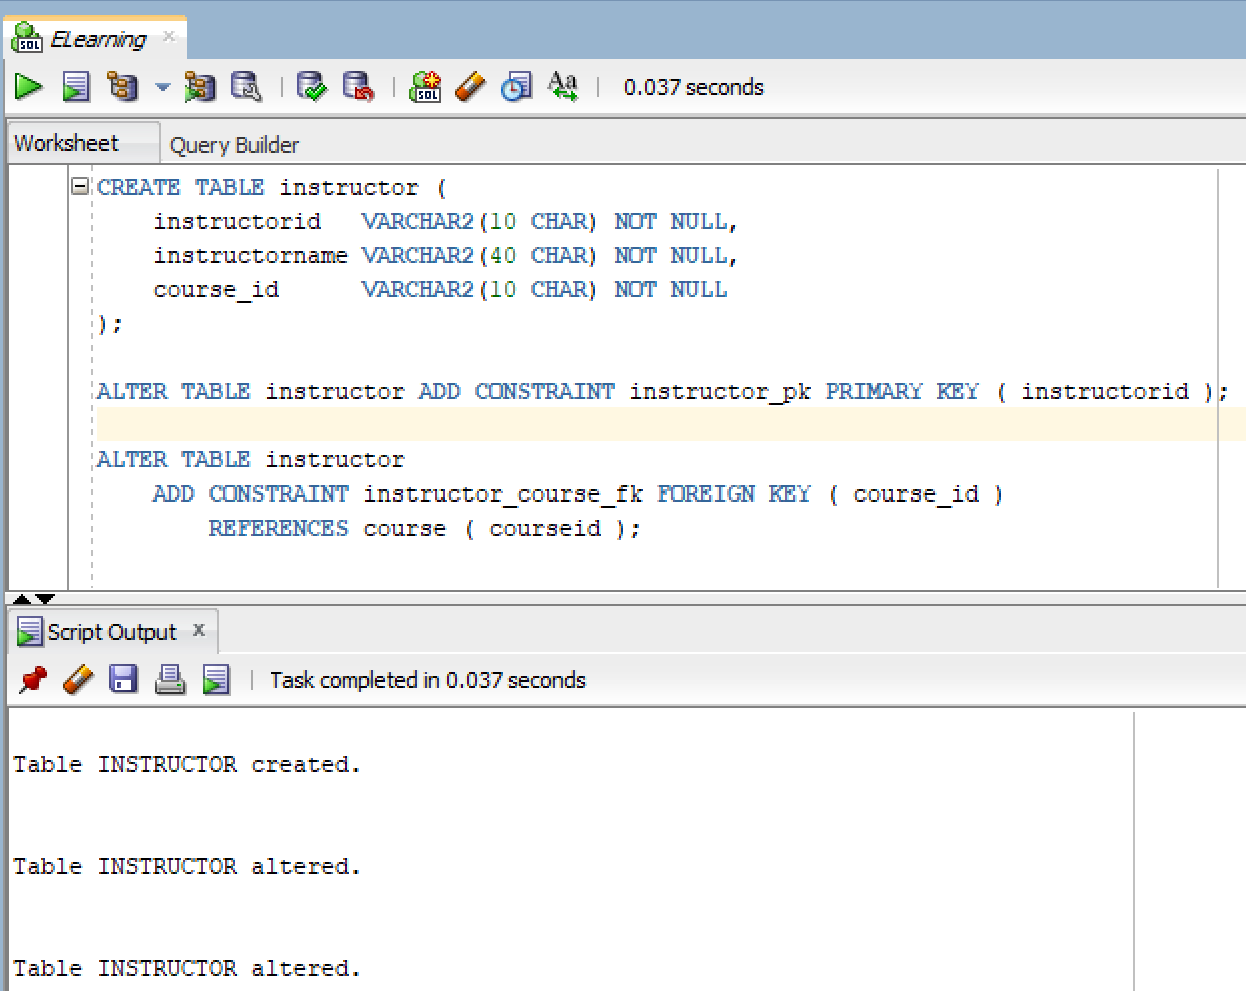 ELearning
0.037 seconds
Worksheet Query Builder
CREATE TABLE instructor (
    instructorid   VARCHAR2(10 CHAR) NOT NULL,
    instructorname VARCHAR2(40 CHAR) NOT NULL,
    course_id      VARCHAR2(10 CHAR) NOT NULL
);
ALTER TABLE instructor ADD CONSTRAINT instructor_pk PRIMARY KEY ( instructorid );
ALTER TABLE instructor
    ADD CONSTRAINT instructor_course_fk FOREIGN KEY ( course_id )
        REFERENCES course ( courseid );
Script Output x
Task completed in 0.037 seconds
Table INSTRUCTOR created.
Table INSTRUCTOR altered.
Table INSTRUCTOR altered.